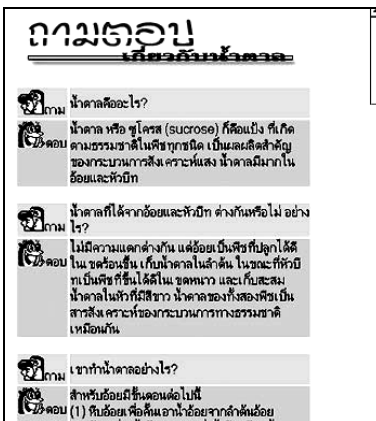 ถามตอบ
เกี่ยวกับน้ำตาล
ถาม น้ำตาลคืออะไร?
ตอบ น้ำตาล หรือ ซูโครส (sucrose) ก็คือแป้ง ที่เกิด
ตามธรรมชาติในพืชทุกชนิด เป็นผลผลิตสำคัญ
ของกระบวนการสังเคราะห์แสง น้ำตาลมีมากใน
อ้อยและหัวบีท
ถาม น้ำตาลที่ได้จากอ้อยและหัวบีท ต่างกันหรือไม่ อย่าง
ไร?
ตอบ ไม่มีความแตกต่างกัน แต่อ้อยเป็นพืชที่ปลูกได้ดี
ในเขตร้อนชื้น เก็บน้ำตาลในลำต้น ในขณะที่หัวบี
ทเป็นพืชที่ขึ้นได้ดีในเขตหนาว และเก็บสะสม
น้ำตาลในหัวที่มีสีขาว น้ำตาลของทั้งสองพืชเป็น
สารสังเคราะห์ของกระบวนการทางธรรมชาติ
เหมือนกัน
ถาม เขาทำน้ำตาลอย่างไร?
ตอบ สำหรับอ้อยมีขั้นตอนต่อไปนี้
(1) หีบอ้อยเพื่อคั้นเอาน้ำอ้อยจากลำต้นอ้อย